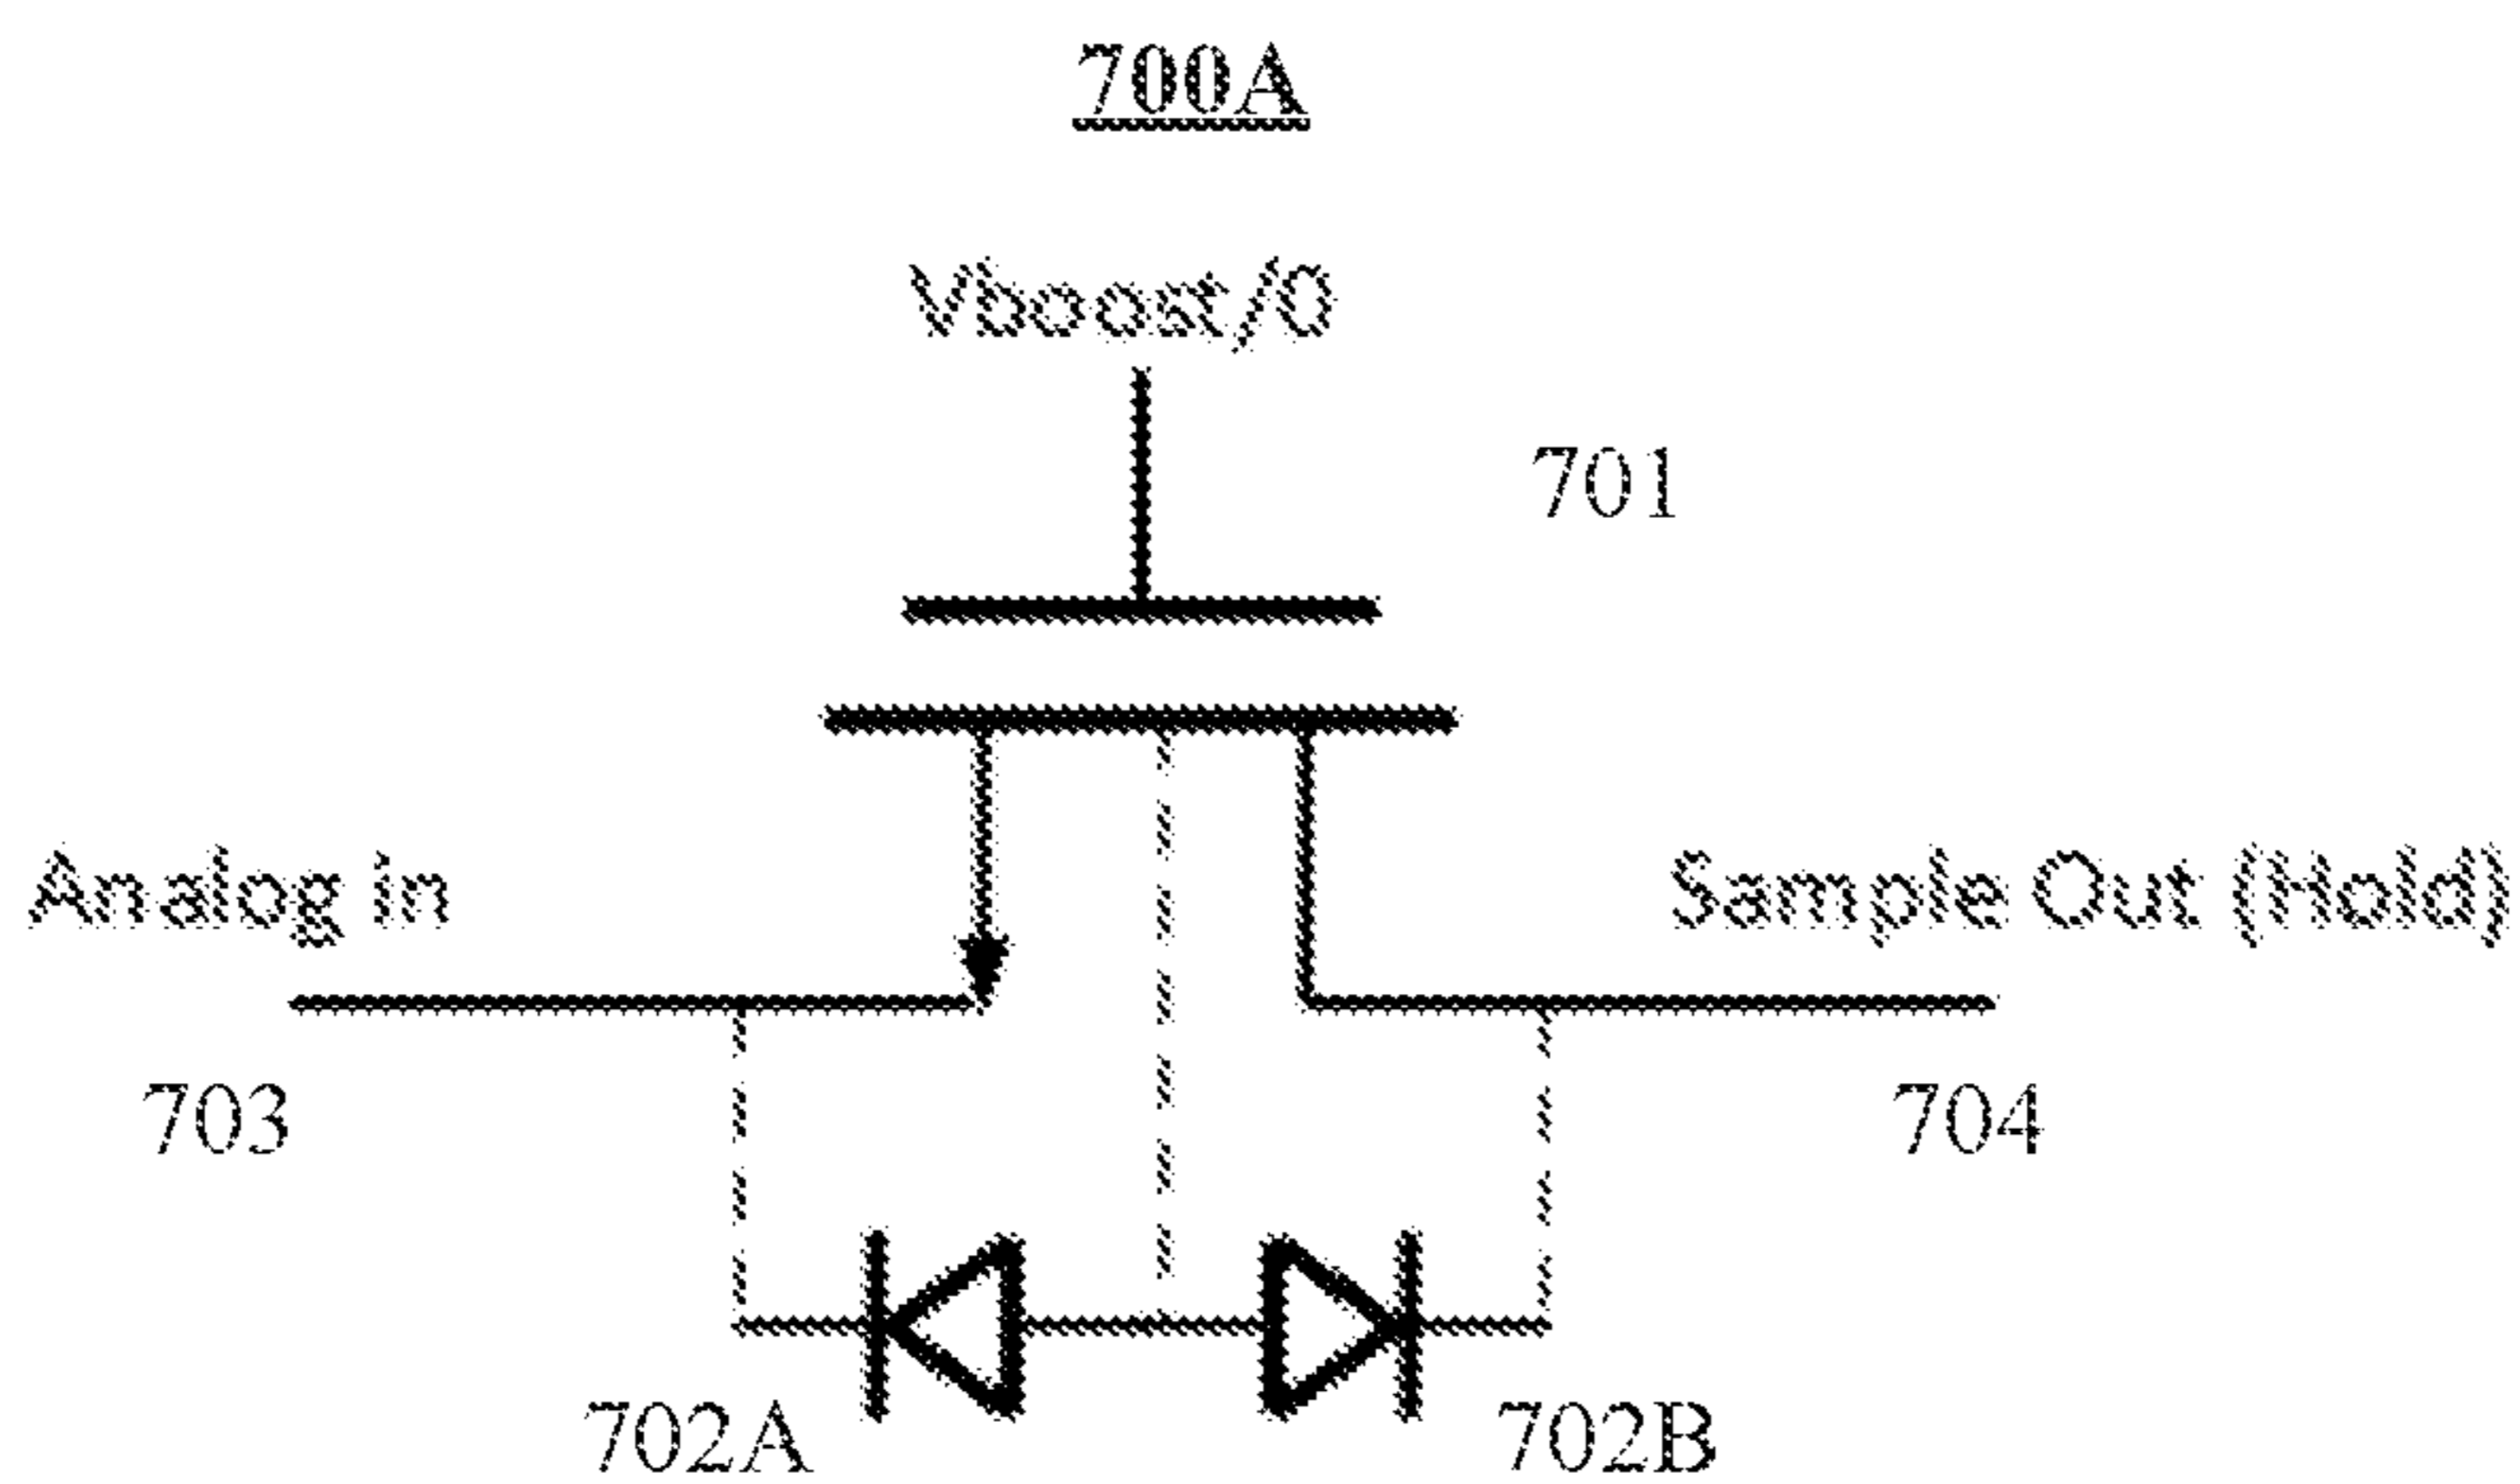 700A
Vboost/0
701
Analog in
Sample Out (Hold)
703
704
702A
702B